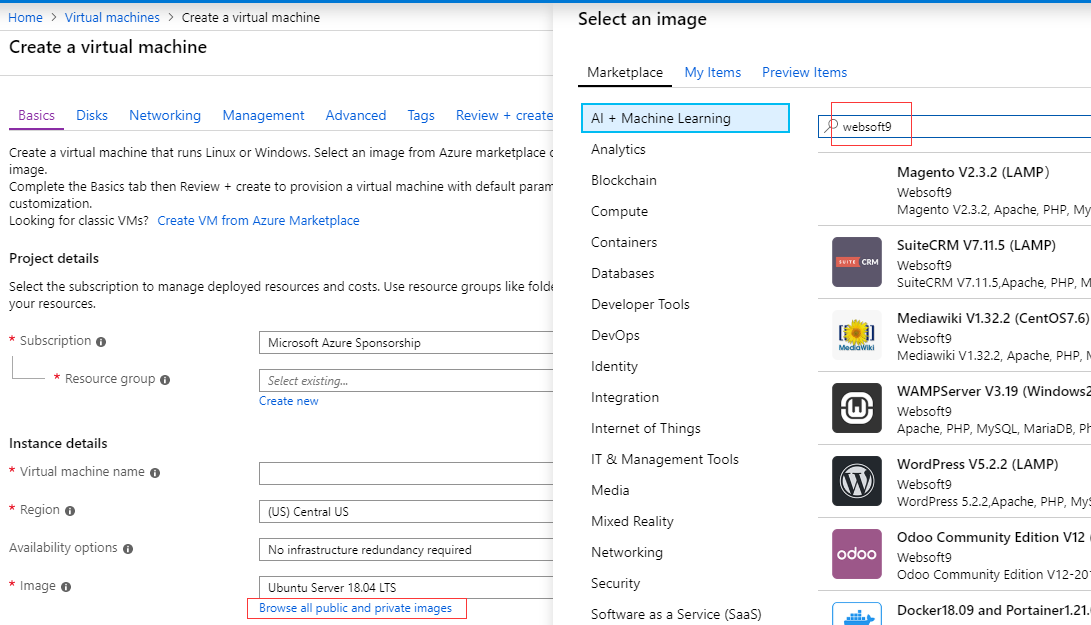 Home > Virtual machines > Create a virtual machine
Create a virtual machine
Basics Disks Networking Management Advanced Tags Review + create
Create a virtual machine that runs Linux or Windows. Select an image from Azure marketplace o
image.
Complete the Basics tab then Review + create to provision a virtual machine with default param
customization.
Looking for classic VMs? Create VM from Azure Marketplace
Project details
Select the subscription to manage deployed resources and costs. Use resource groups like folde
your resources.
* Subscription
Microsoft Azure Sponsorship
* Resource group
Select existing...
Create new
Instance details
* Virtual machine name
* Region
(US) Central US
Availability options
No infrastructure redundancy required
* Image
Ubuntu Server 18.04 LTS
Browse all public and private images
Select an image
Marketplace My Items Preview Items
AI + Machine Learning
Analytics
Blockchain
Compute
Containers
Databases
Developer Tools
DevOps
Identity
Integration
Internet of Things
IT & Management Tools
Media
Mixed Reality
Networking
Security
Software as a Service (SaaS)
websoft9
Magento V2.3.2 (LAMP)
Websoft9
Magento V2.3.2, Apache, PHP, My
SUITE CRM
SuiteCRM V7.11.5 (LAMP)
Websoft9
SuiteCRM V7.11.5,Apache, PHP, M
MediaWiki
Mediawiki V1.32.2 (CentOS7.6)
Websoft9
Mediawiki V1.32.2, Apache, PHP, M
WAMPServer V3.19 (Windows2
Websoft9
Apache, PHP, MySQL, MariaDB, Ph
WordPress V5.2.2 (LAMP)
Websoft9
WordPress 5.2.2,Apache, PHP, MyS
odoo
Odoo Community Edition V12 (
Websoft9
Odoo Community Edition V12-201
Docker18.09 and Portainer1.21.0